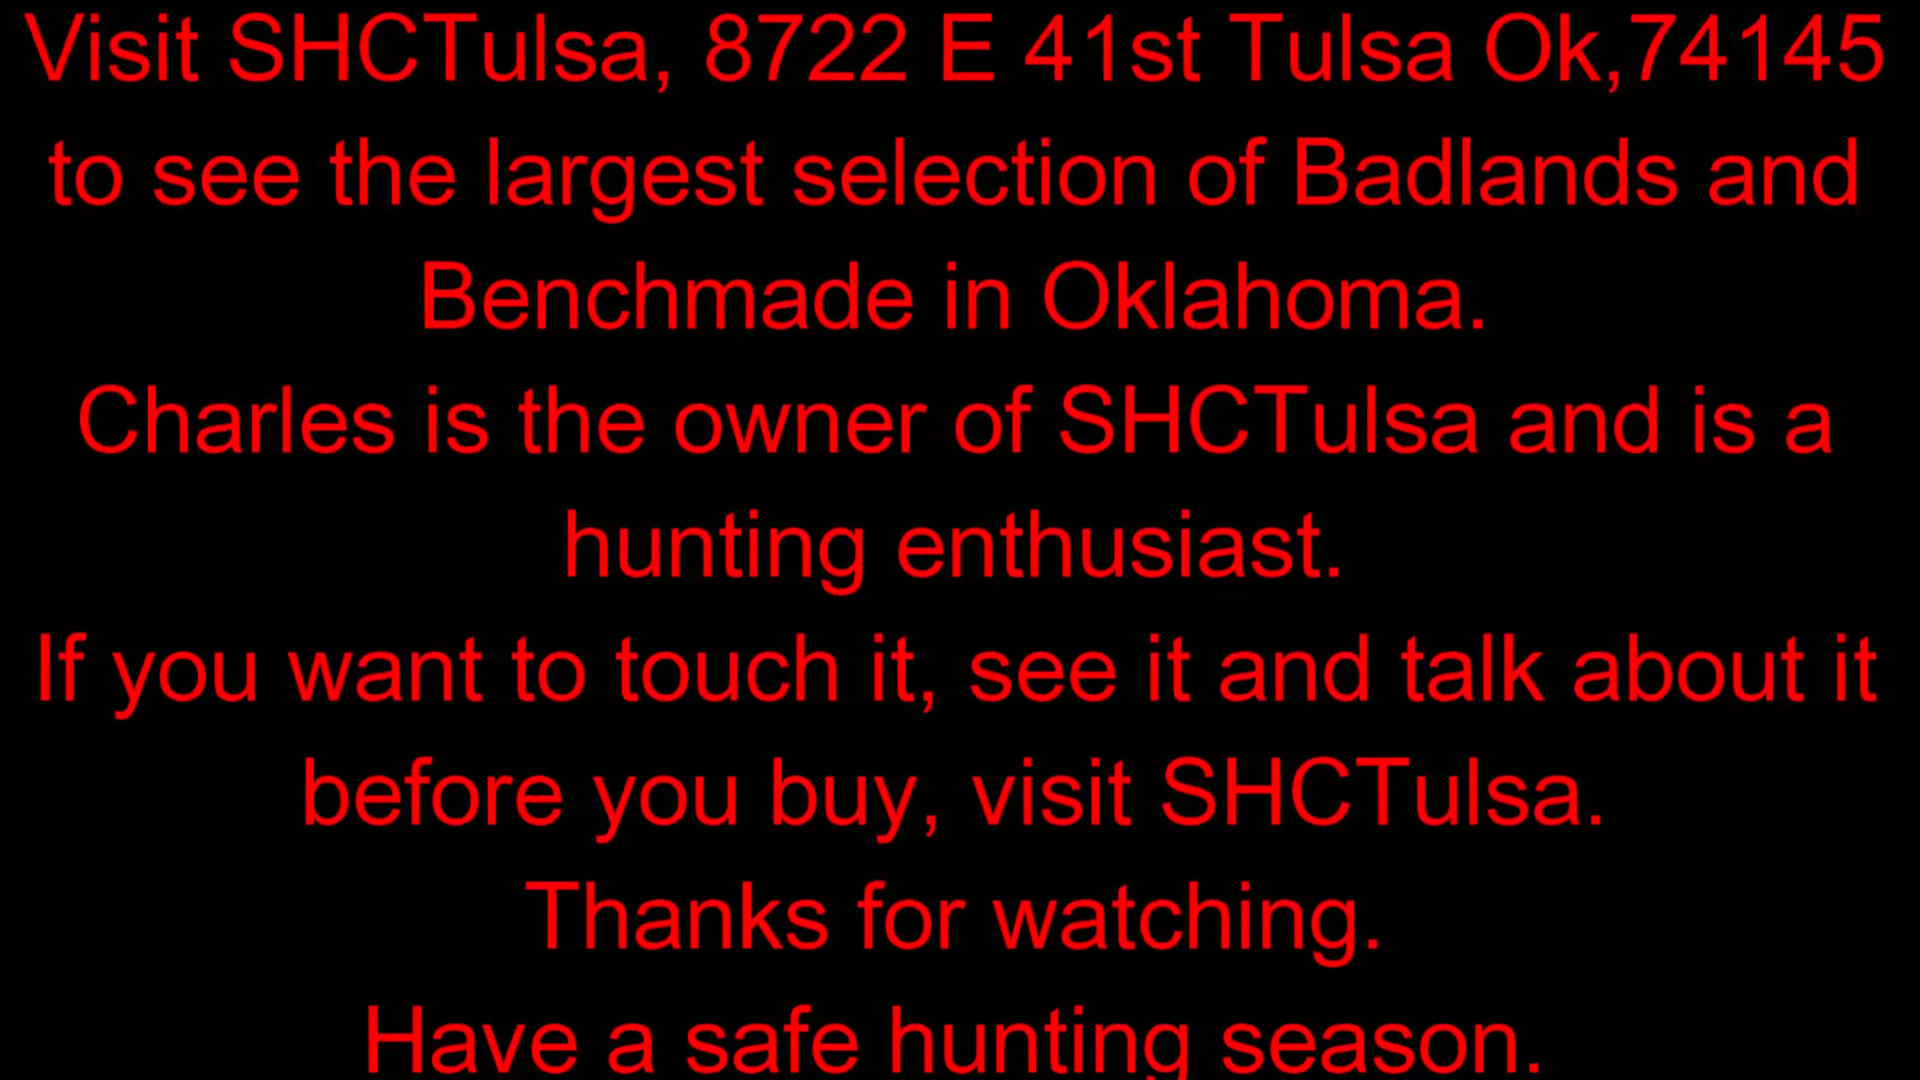 Visit SHCTulsa, 8722 E 41st Tulsa Ok,74145
to see the largest selection of Badlands and
Benchmade in Oklahoma.
Charles is the owner of SHCTulsa and is a
hunting enthusiast.
If you want to touch it, see it and talk about it
before you buy, visit SHCTulsa.
Thanks for watching.
Have a safe hunting season.